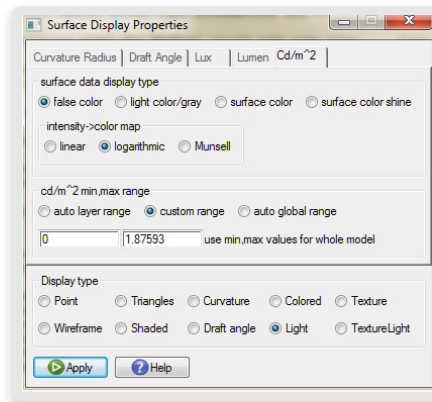 Surface Display Properties
Curvature Radius Draft Angle Lux Lumen Cd/m^2
surface data display type
false color light color/gray surface color surface color shine
intensity->color map
linear logarithmic Munsell
cd/m^2 min,max range
auto layer range custom range auto global range
0 1.87593 use min,max values for whole model
Display type
Point Triangles Curvature Colored Texture
Wireframe Shaded Draft angle Light TextureLight
Apply Help